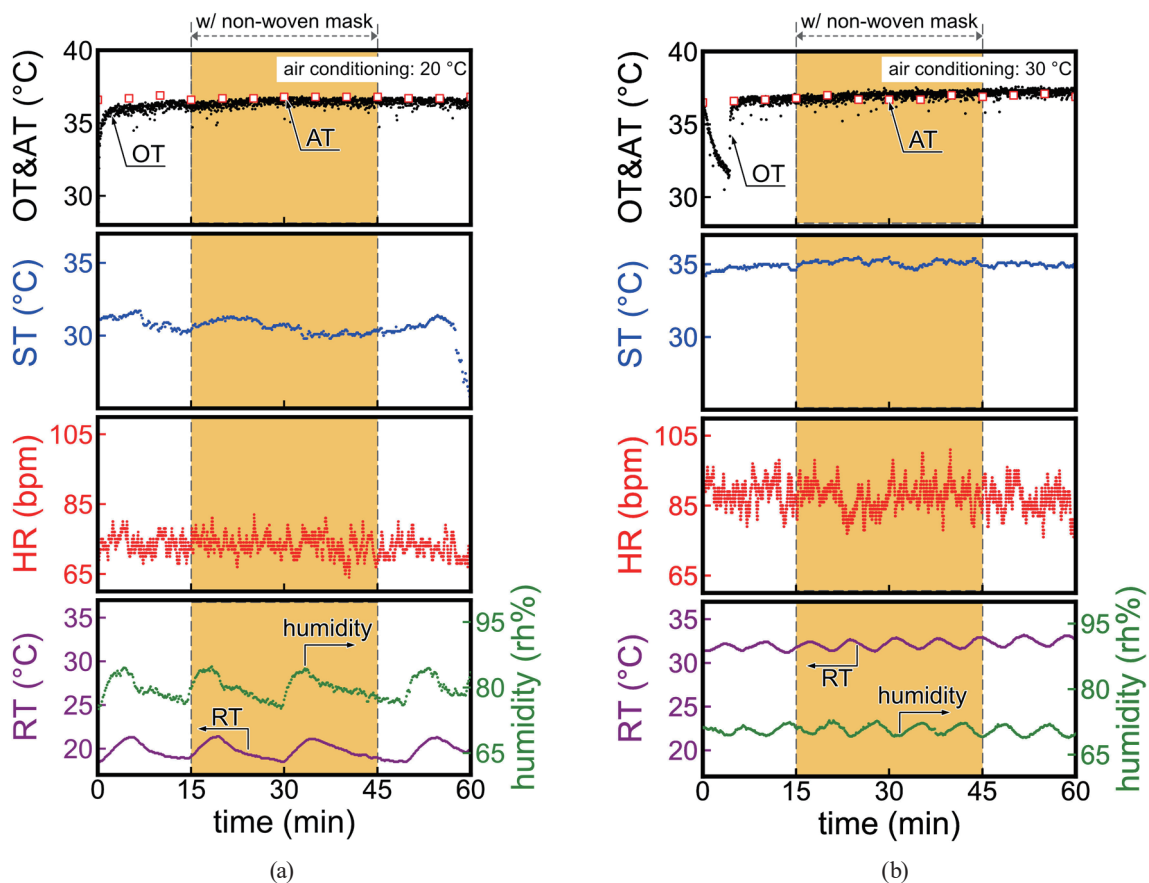 w/ non-woven mask
40
35
30
OT&AT (°C)
air conditioning: 20 °C
OT
AT
35
30
ST (°C)
105
85
65
HR (bpm)
35
30
25
20
RT (°C)
humidity
RT
95
80
65
humidity (rh%)
0
15
30
45
60
time (min)
(a)
w/ non-woven mask
40
35
30
OT&AT (°C)
air conditioning: 30 °C
OT
AT
35
30
ST (°C)
105
85
65
HR (bpm)
35
30
25
20
RT (°C)
RT
humidity
95
80
65
humidity (rh%)
0
15
30
45
60
time (min)
(b)